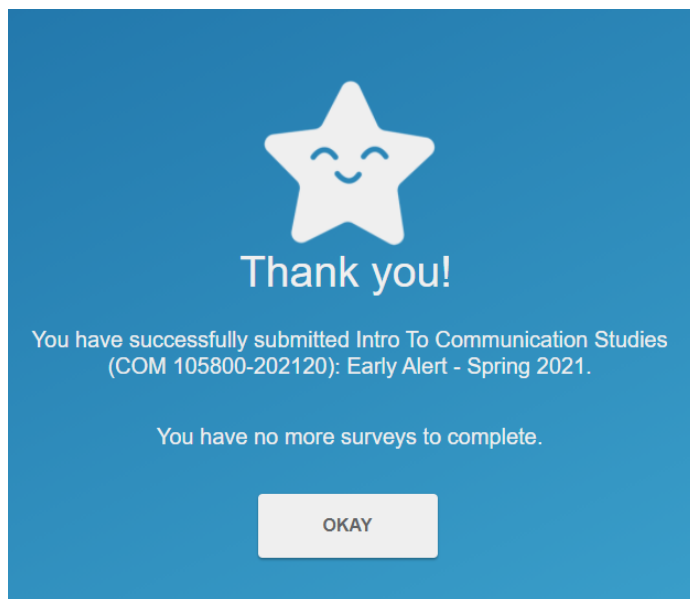 Thank you!
You have successfully submitted Intro To Communication Studies
(COM 105800-202120): Early Alert - Spring 2021.
You have no more surveys to complete.
OKAY